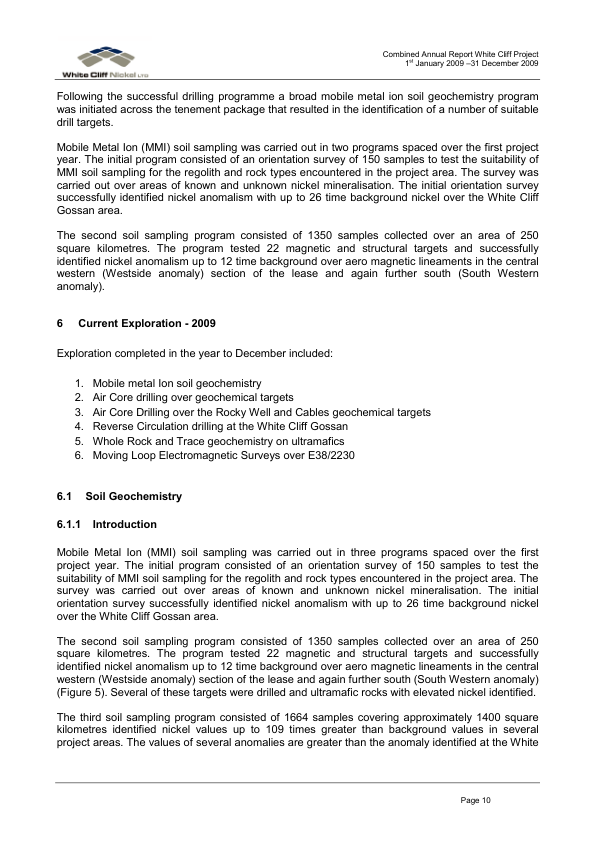 White Cliff Nickel LTD
Combined Annual Report White Cliff Project
1st January 2009 –31 December 2009
Following the successful drilling programme a broad mobile metal ion soil geochemistry program
was initiated across the tenement package that resulted in the identification of a number of suitable
drill targets.
Mobile Metal Ion (MMI) soil sampling was carried out in two programs spaced over the first project
year. The initial program consisted of an orientation survey of 150 samples to test the suitability of
MMI soil sampling for the regolith and rock types encountered in the project area. The survey was
carried out over areas of known and unknown nickel mineralisation. The initial orientation survey
successfully identified nickel anomalism with up to 26 time background nickel over the White Cliff
Gossan area.
The second soil sampling program consisted of 1350 samples collected over an area of 250
square kilometres. The program tested 22 magnetic and structural targets and successfully
identified nickel anomalism up to 12 time background over aero magnetic lineaments in the central
western (Westside anomaly) section of the lease and again further south (South Western
anomaly).
6 Current Exploration - 2009
Exploration completed in the year to December included:
1. Mobile metal Ion soil geochemistry
2. Air Core drilling over geochemical targets
3. Air Core Drilling over the Rocky Well and Cables geochemical targets
4. Reverse Circulation drilling at the White Cliff Gossan
5. Whole Rock and Trace geochemistry on ultramafics
6. Moving Loop Electromagnetic Surveys over E38/2230
6.1 Soil Geochemistry
6.1.1 Introduction
Mobile Metal Ion (MMI) soil sampling was carried out in three programs spaced over the first
project year. The initial program consisted of an orientation survey of 150 samples to test the
suitability of MMI soil sampling for the regolith and rock types encountered in the project area. The
survey was carried out over areas of known and unknown nickel mineralisation. The initial
orientation survey successfully identified nickel anomalism with up to 26 time background nickel
over the White Cliff Gossan area.
The second soil sampling program consisted of 1350 samples collected over an area of 250
square kilometres. The program tested 22 magnetic and structural targets and successfully
identified nickel anomalism up to 12 time background over aero magnetic lineaments in the central
western (Westside anomaly) section of the lease and again further south (South Western anomaly)
(Figure 5). Several of these targets were drilled and ultramafic rocks with elevated nickel identified.
The third soil sampling program consisted of 1664 samples covering approximately 1400 square
kilometres identified nickel values up to 109 times greater than background values in several
project areas. The values of several anomalies are greater than the anomaly identified at the White
Page 10